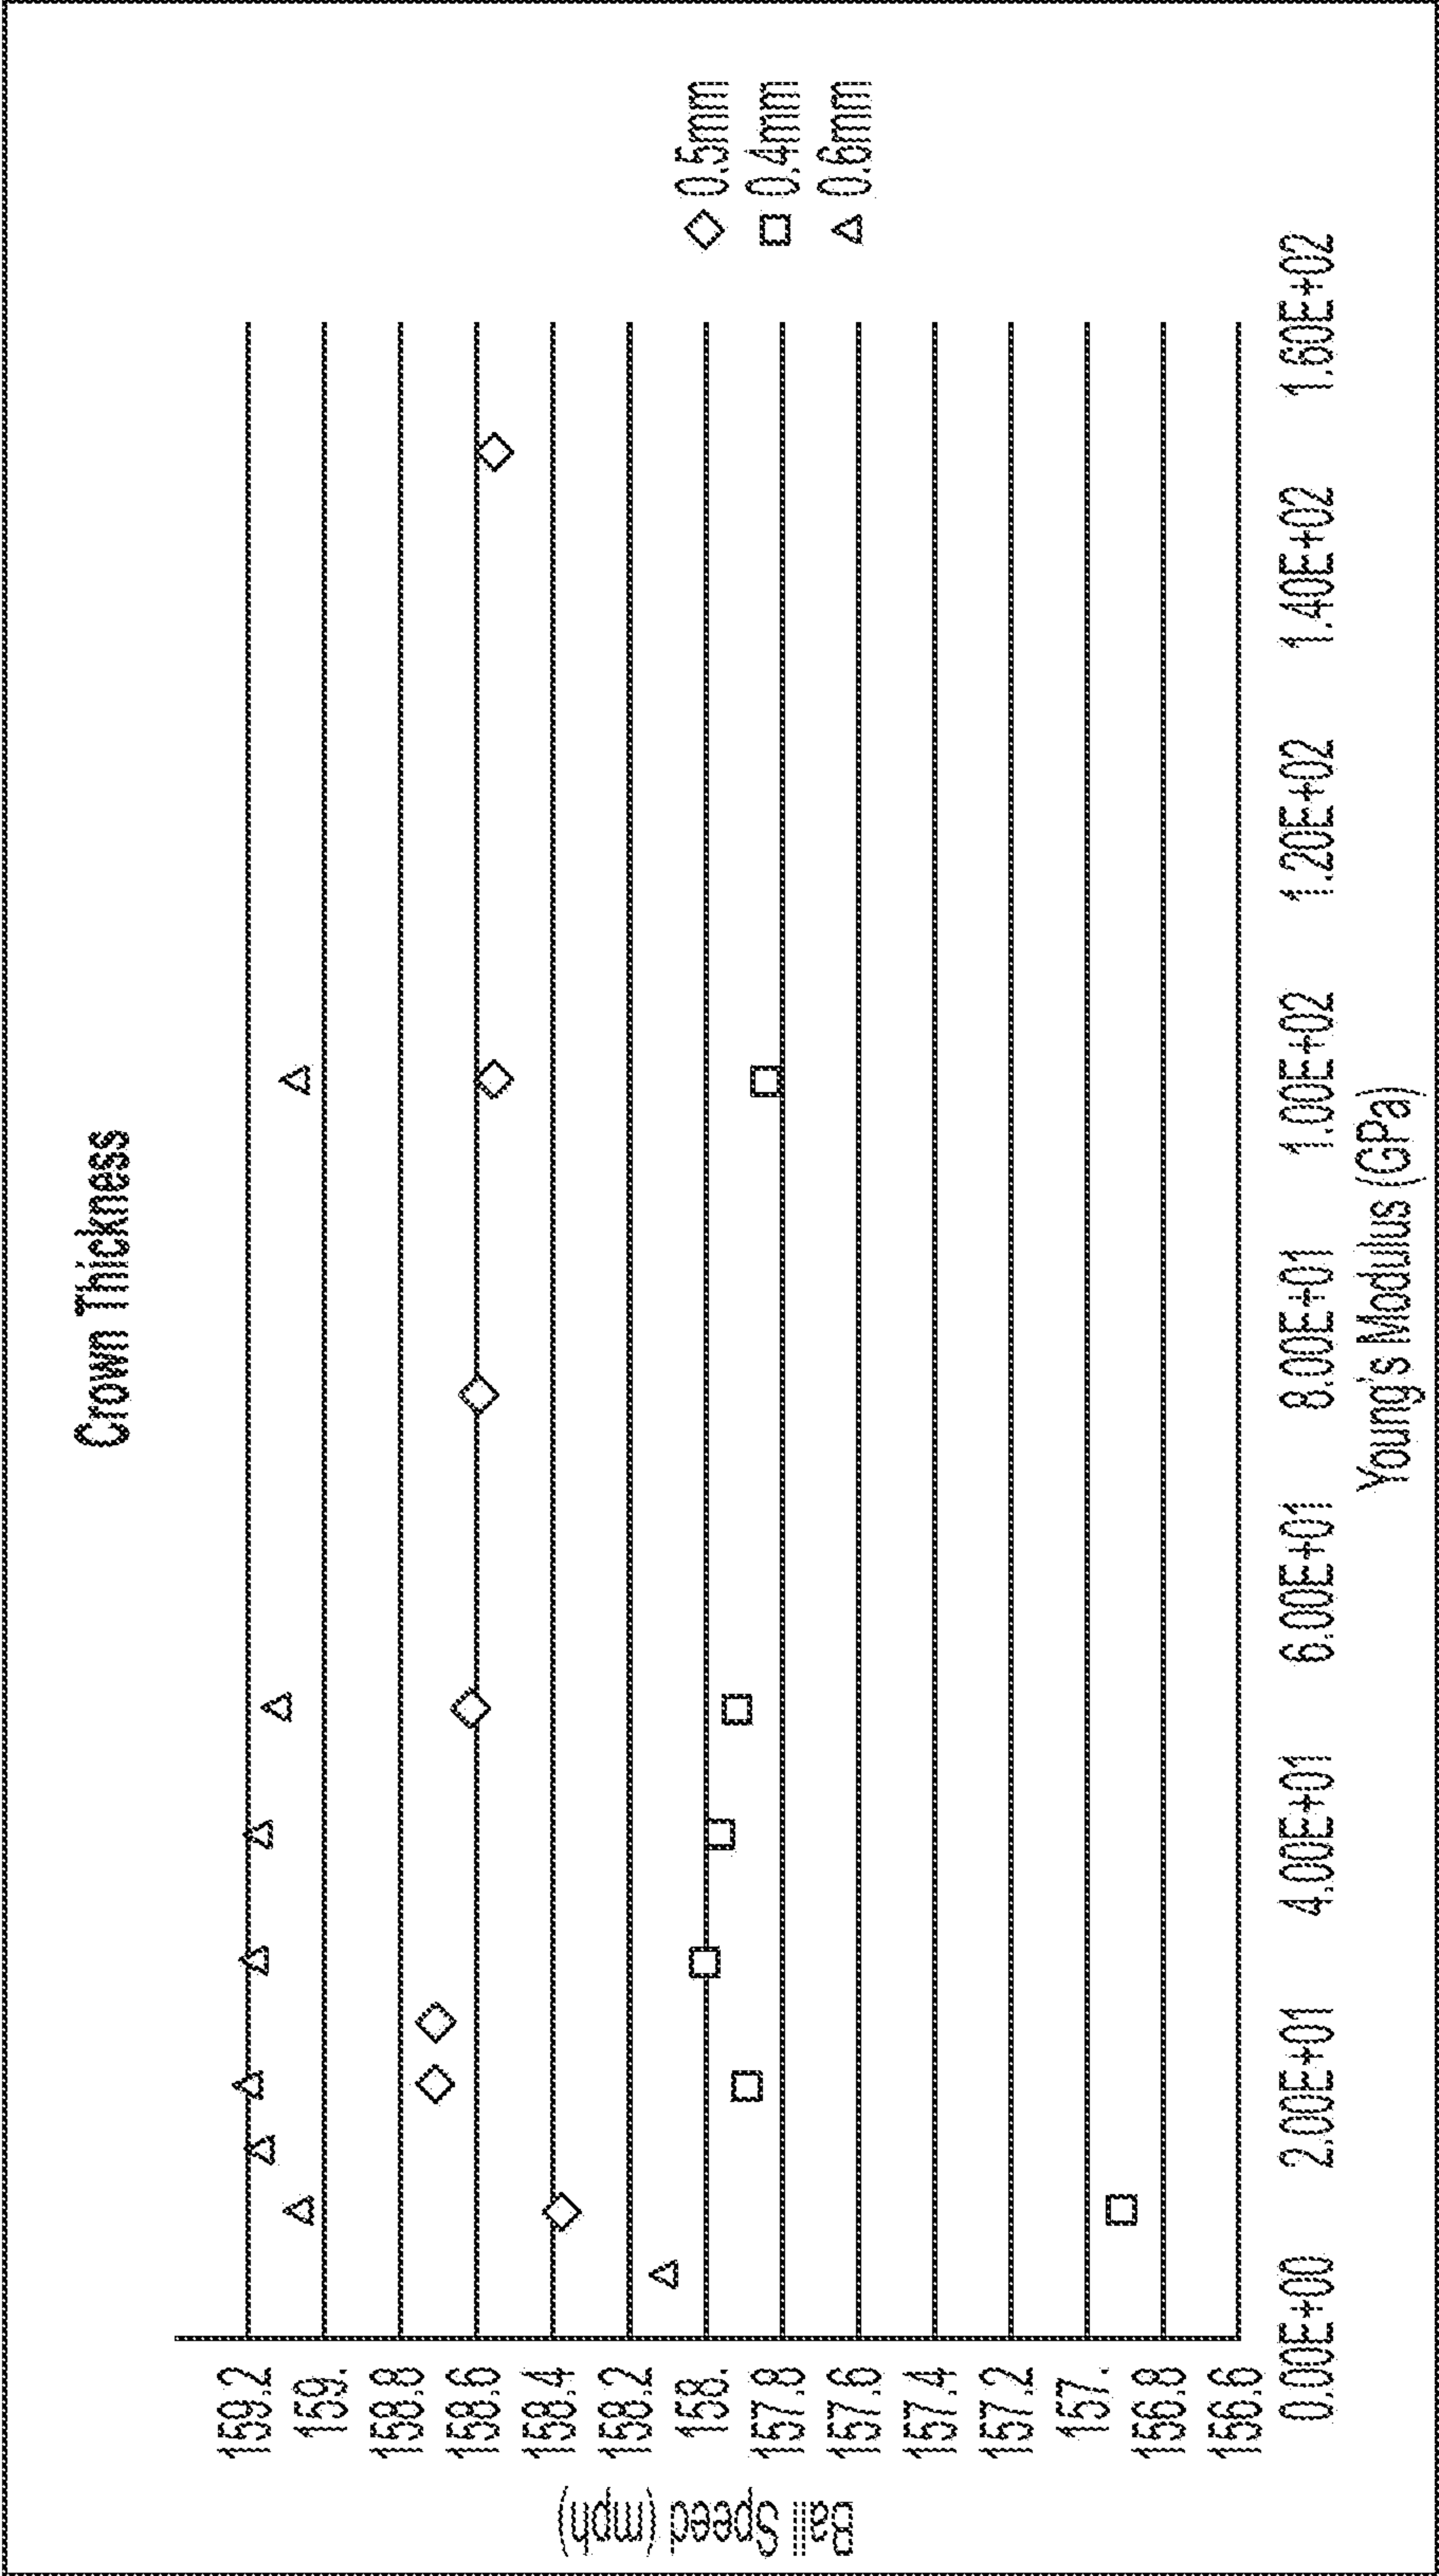 Crown Thickness
Ball Speed (mph)
159.2
159.
158.8
158.6
158.4
158.2
158.
157.8
157.6
157.4
157.2
157.
156.8
156.6
0.00E+00 2.00E+01 4.00E+01 6.00E+01 8.00E+01 1.00E+02 1.20E+02 1.40E+02 1.60E+02
Young's Modulus (GPa)
0.5mm
0.4mm
0.6mm